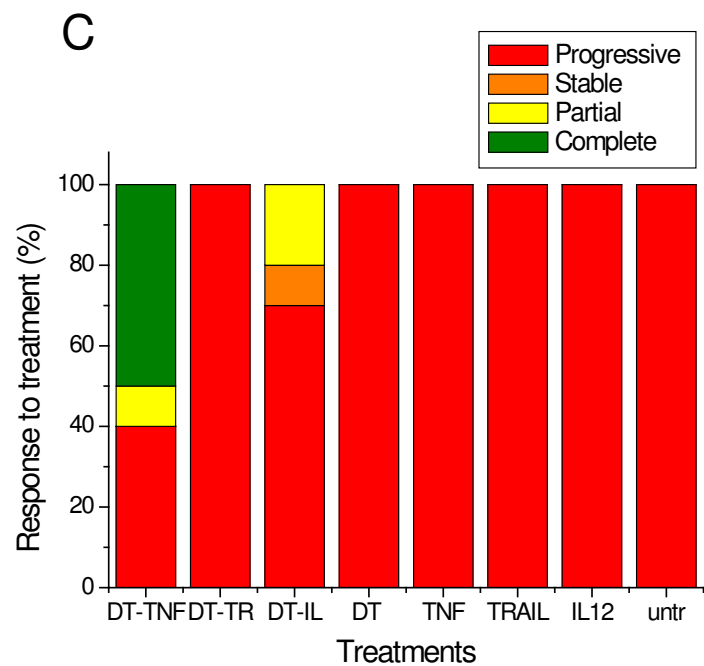 C
Progressive
Stable
Partial
Complete
Response to treatment (%)
100
80
60
40
20
0
DT-TNF DT-TR DT-IL DT TNF TRAIL IL12 untr
Treatments